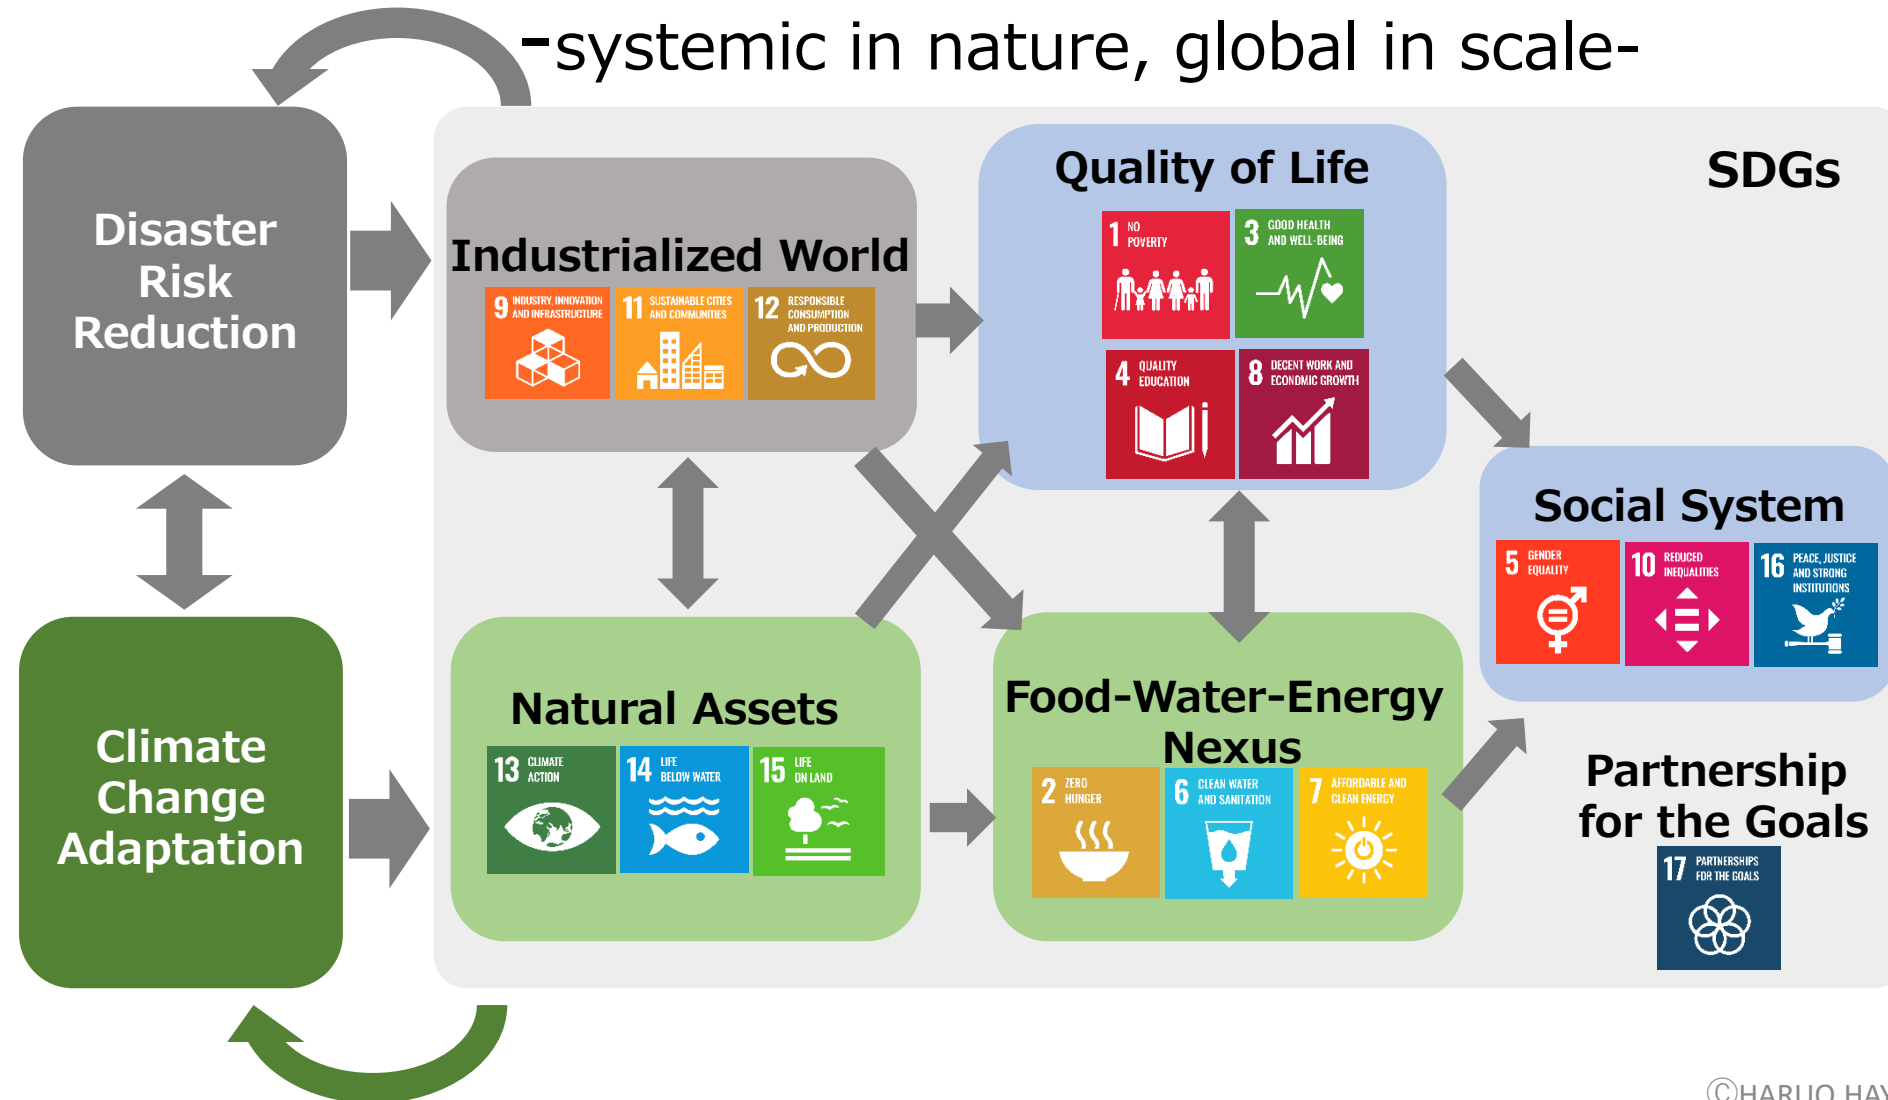 -systemic in nature, global in scale-
SDGs
Disaster
Risk
Reduction
Climate
Change
Adaptation
Industrialized World
9 INDUSTRY, INNOVATION
AND INFRASTRUCTURE
11 SUSTAINABLE CITIES
AND COMMUNITIES
12 RESPONSIBLE
CONSUMPTION
AND PRODUCTION
Quality of Life
1 NO
POVERTY
3 GOOD HEALTH
AND WELL-BEING
4 QUALITY
EDUCATION
8 DECENT WORK AND
ECONOMIC GROWTH
Natural Assets
13 CLIMATE
ACTION
14 LIFE
BELOW WATER
15 LIFE
ON LAND
Food-Water-Energy
Nexus
2 ZERO
HUNGER
6 CLEAN WATER
AND SANITATION
7 AFFORDABLE AND
CLEAN ENERGY
Social System
5 GENDER
EQUALITY
10 REDUCED
INEQUALITIES
16 PEACE, JUSTICE
AND STRONG
INSTITUTIONS
Partnership
for the Goals
17 PARTNERSHIPS
FOR THE GOALS
ⒸHARUO